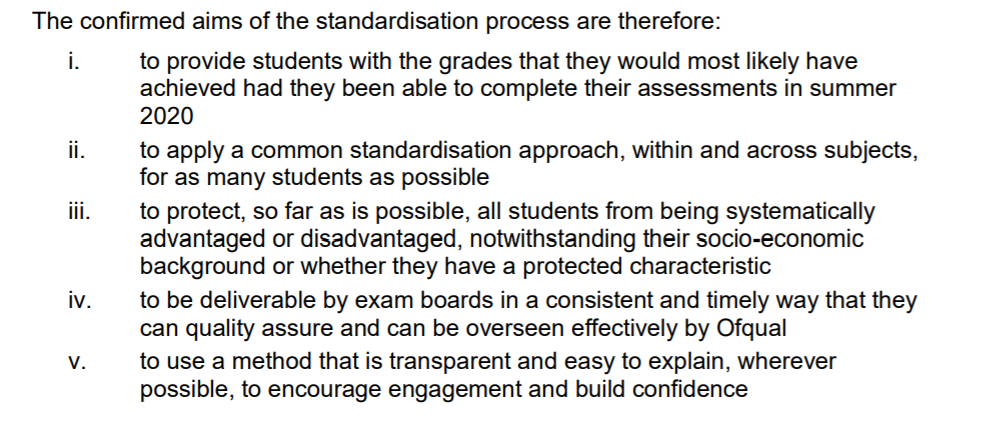 The confirmed aims of the standardisation process are therefore:
i. to provide students with the grades that they would most likely have
achieved had they been able to complete their assessments in summer
2020
ii. to apply a common standardisation approach, within and across subjects,
for as many students as possible
iii. to protect, so far as is possible, all students from being systematically
advantaged or disadvantaged, notwithstanding their socio-economic
background or whether they have a protected characteristic
iv. to be deliverable by exam boards in a consistent and timely way that they
can quality assure and can be overseen effectively by Ofqual
v. to use a method that is transparent and easy to explain, wherever
possible, to encourage engagement and build confidence